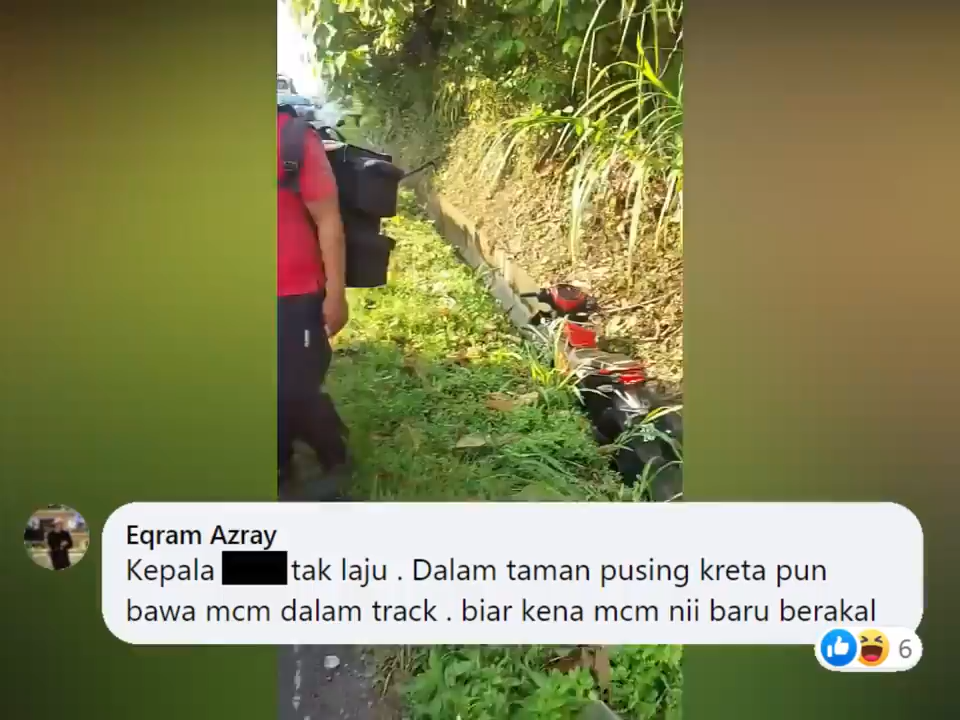 Eqram Azray
Kepala tak laju . Dalam taman pusing kreta pun
bawa mcm dalam track . biar kena mcm nii baru berakal
6